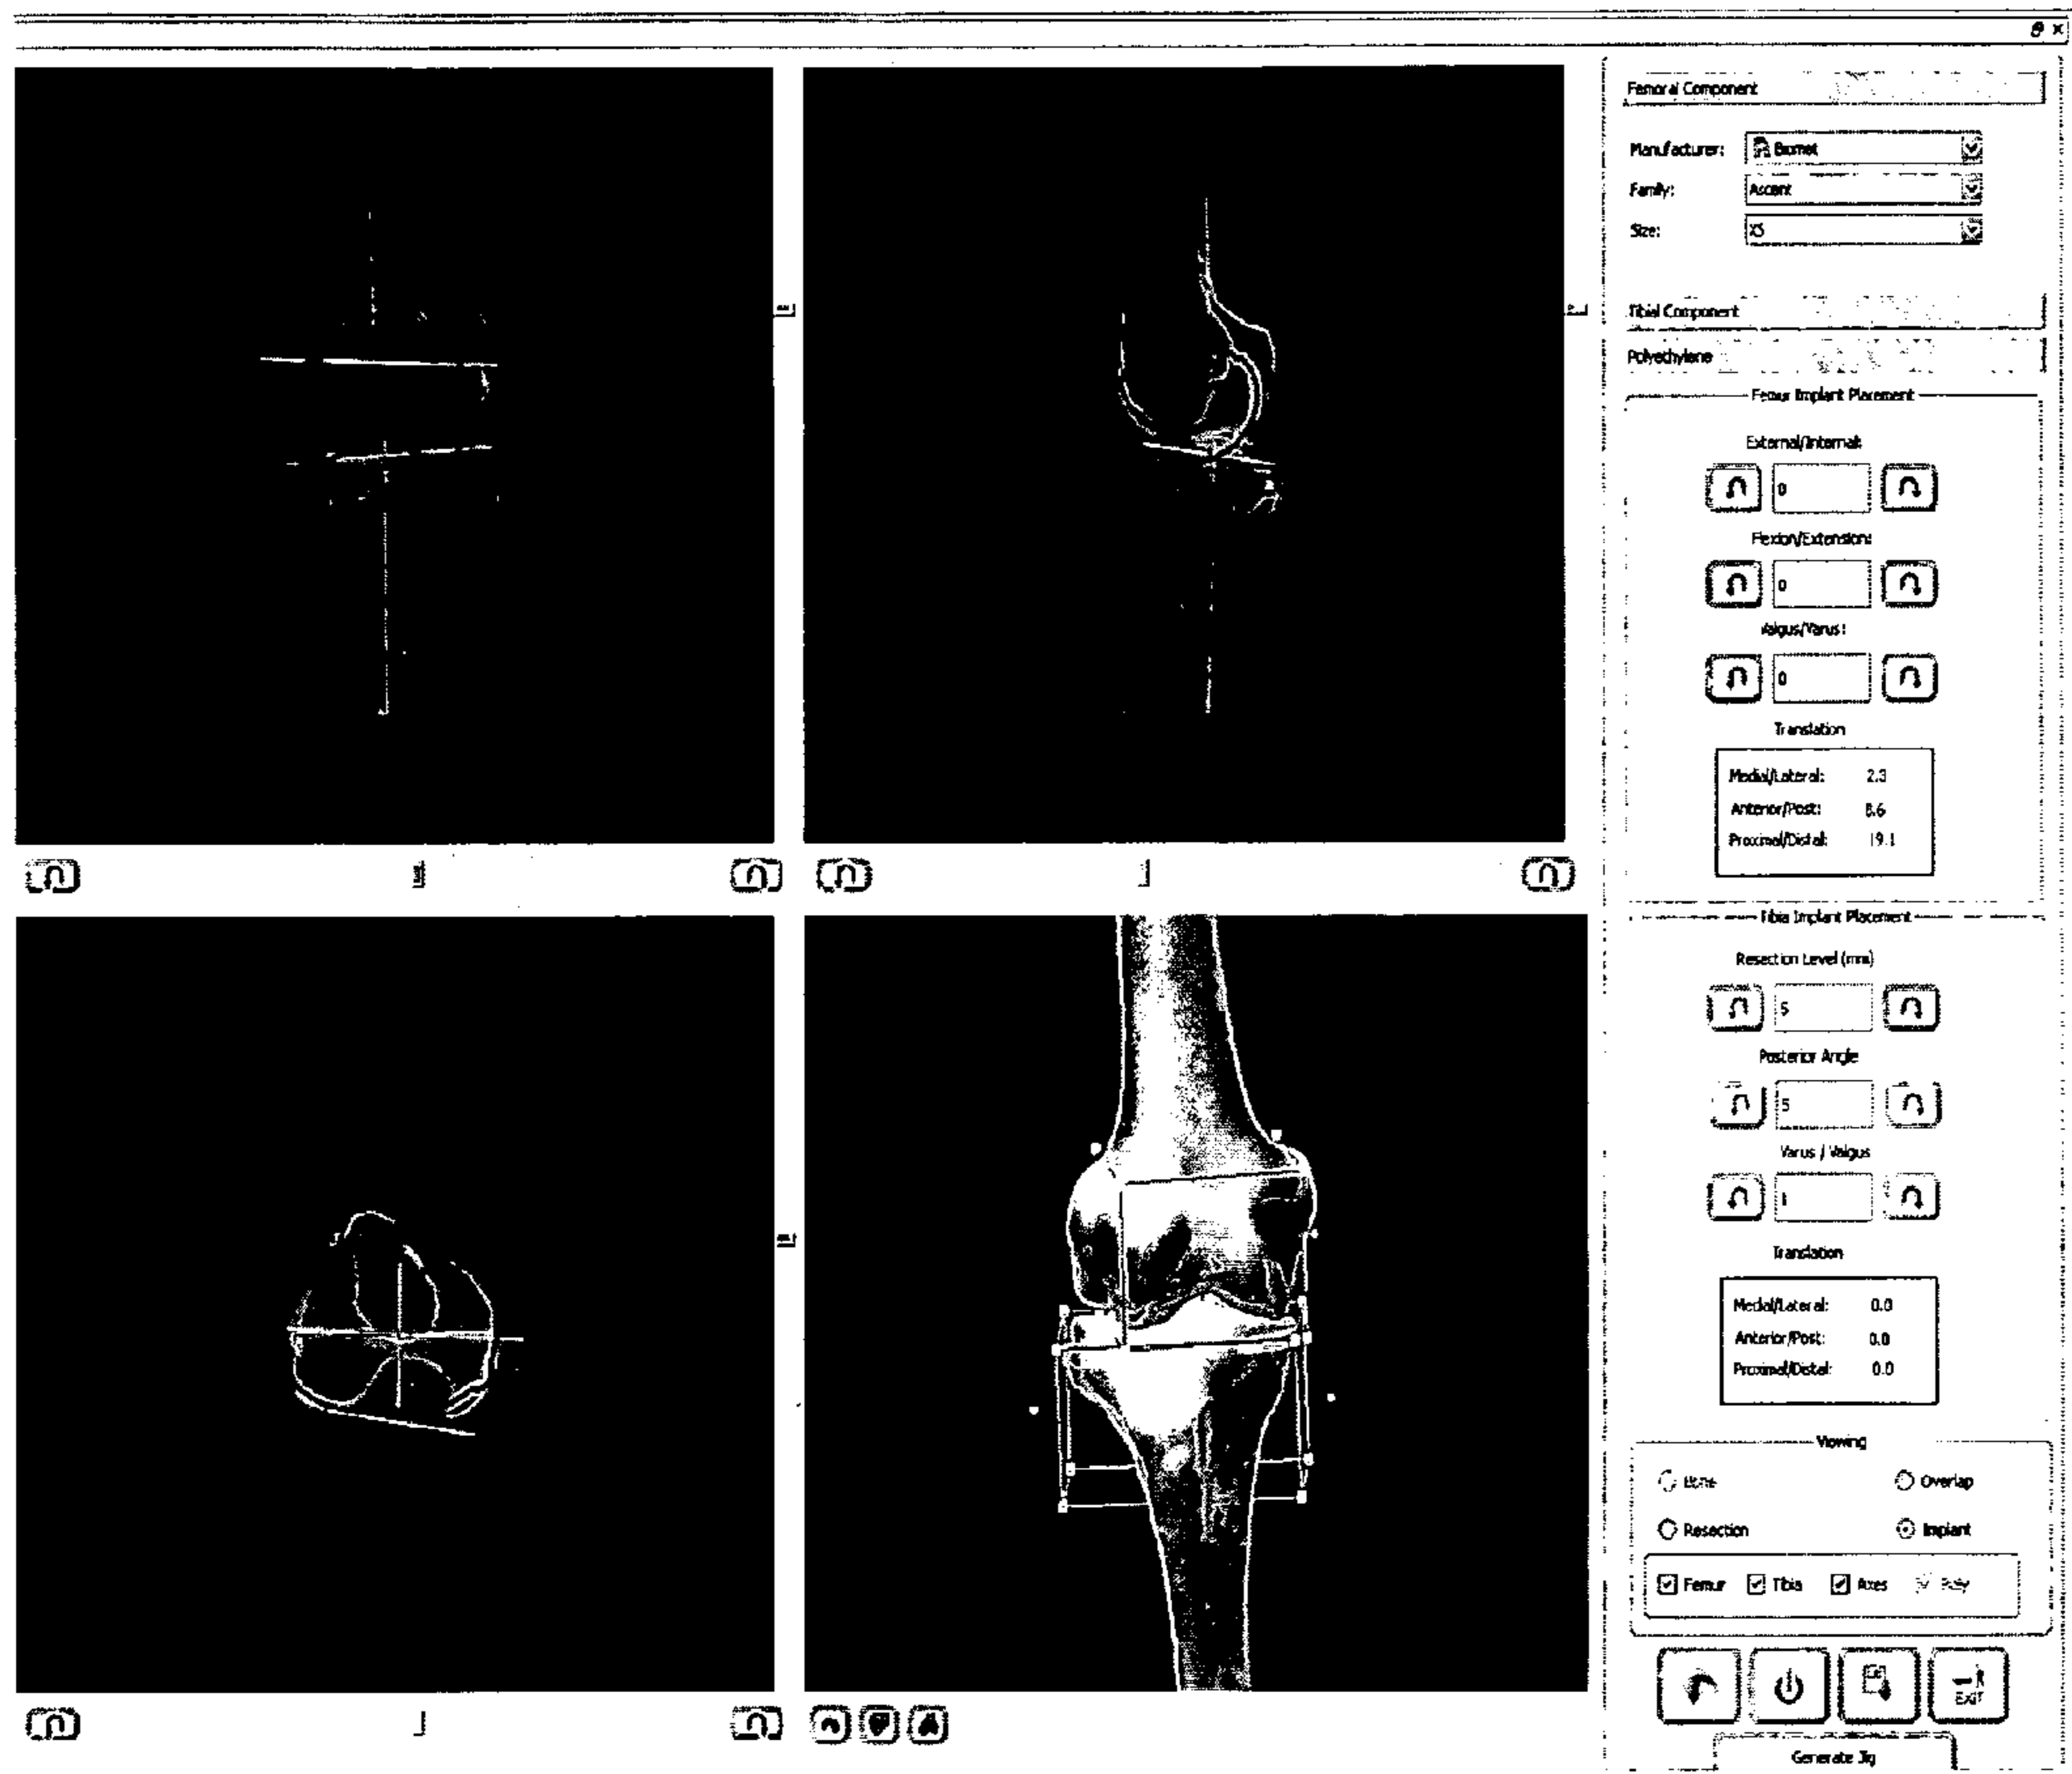 Femoral Component
Manufacturer: Biomet
Family: Ascent
Size: XS
Tibial Component
Polyethylene
Femur Implant Placement
External/Internal:
0
Flexion/Extension:
0
Valgus/Varus:
0
Translation
Medial/Lateral: 2.3
Anterior/Post: 8.6
Proximal/Distal: 19.1
Tibia Implant Placement
Resection Level (mm)
5
Posterior Angle
5
Varus / Valgus
1
Translation
Medial/Lateral: 0.0
Anterior/Post: 0.0
Proximal/Distal: 0.0
Viewing
Bone Overlap
Resection Implant
Femur Tibia Axes Poly
EXIT
Generate Jig